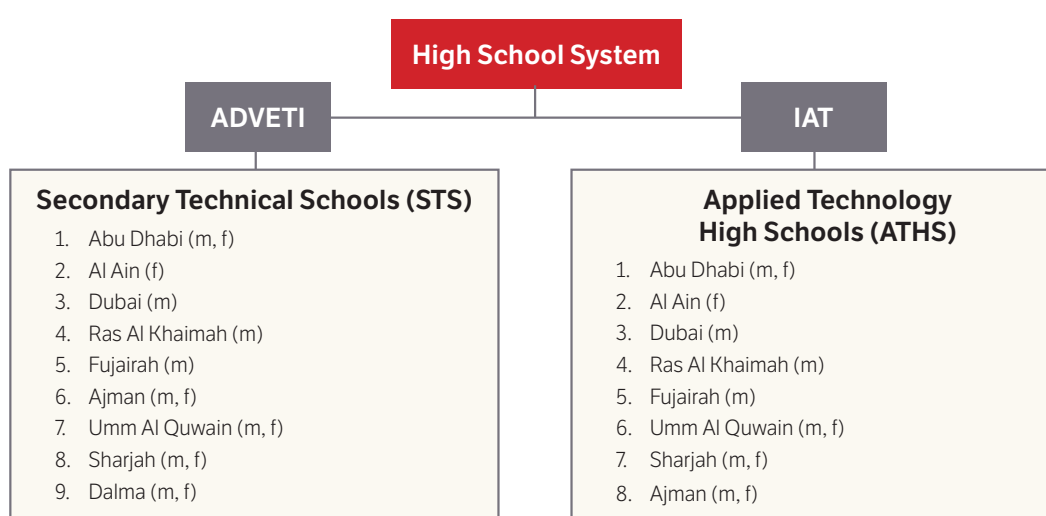 High School System
ADVETI
IAT
Secondary Technical Schools (STS)
1. Abu Dhabi (m, f)
2. Al Ain (f)
3. Dubai (m)
4. Ras Al Khaimah (m)
5. Fujairah (m)
6. Ajman (m, f)
7. Umm Al Quwain (m, f)
8. Sharjah (m, f)
9. Dalma (m, f)
Applied Technology
High Schools (ATHS)
1. Abu Dhabi (m, f)
2. Al Ain (f)
3. Dubai (m)
4. Ras Al Khaimah (m)
5. Fujairah (m)
6. Umm Al Quwain (m, f)
7. Sharjah (m, f)
8. Ajman (m, f)